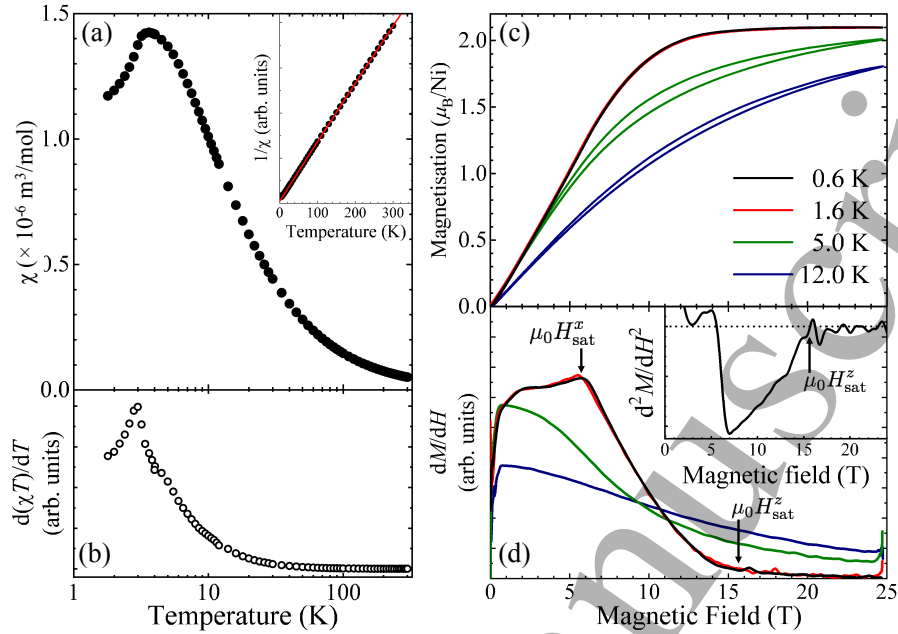 (a)
χ (× 10⁻⁶ m³/mol)
1.5
1.0
.5
0
1/χ (arb. units)
0 100 200 300
Temperature (K)
(b)
d(χT)/dT
(arb. units)
1 10 100
Temperature (K)
(c)
Magnetisation (μB/Ni)
2.0
1.5
1.0
0.5
0.0
0.6 K
1.6 K
5.0 K
12.0 K
(d)
dM/dH
(arb. units)
μ₀Hˣsat
μ₀Hᶻsat
d²M/dH²
μ₀Hᶻsat
0 5 10 15 20
Magnetic field (T)
0 5 10 15 20 25
Magnetic Field (T)
nuscri